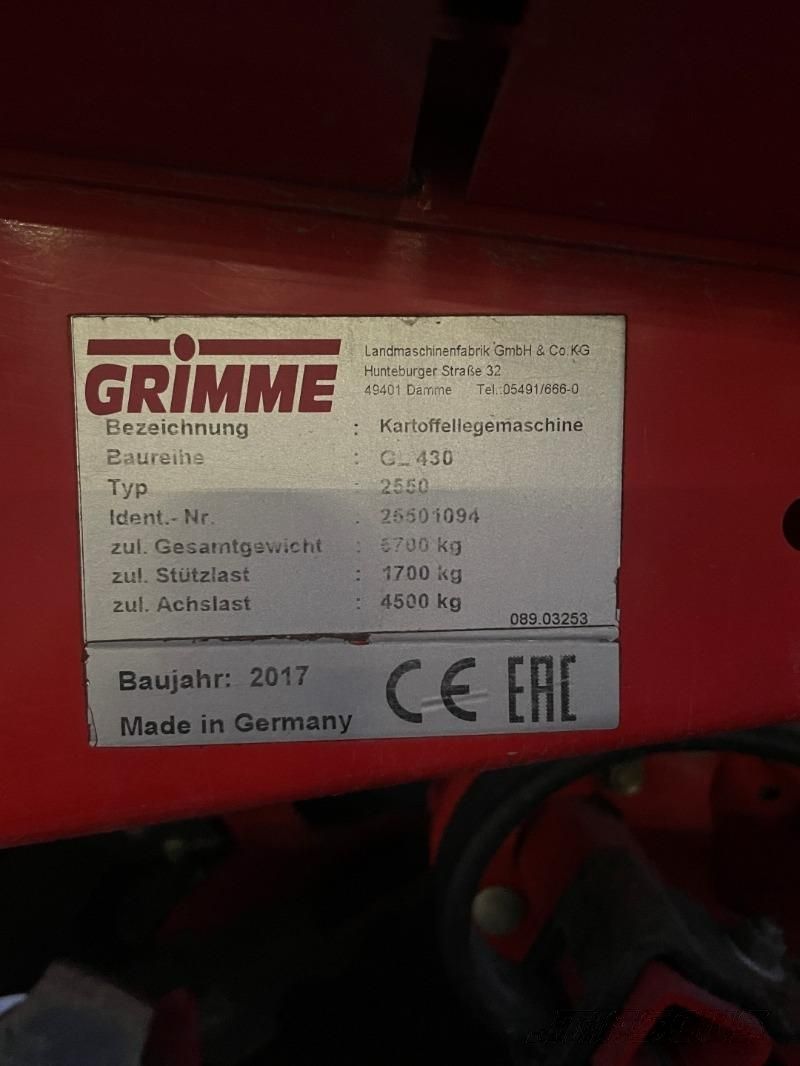 GRIMME
Landmaschinenfabrik GmbH & Co.KG
Hunteburger Straße 32
49401 Damme Tel.:05491/666-0
Bezeichnung : Kartoffellegemaschine
Baureihe : GL 430
Typ : 2550
Ident.- Nr. : 25501094
zul. Gesamtgewicht : 5700 kg
zul. Stützlast : 1700 kg
zul. Achslast : 4500 kg
089.03253
Baujahr: 2017
Made in Germany
CE EAC